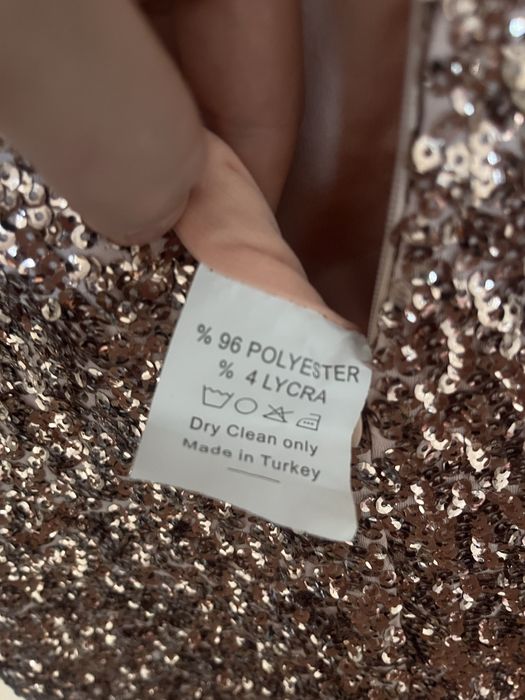 % 96 POLYESTER
% 4 LYCRA
Dry Clean only
Made in Turkey